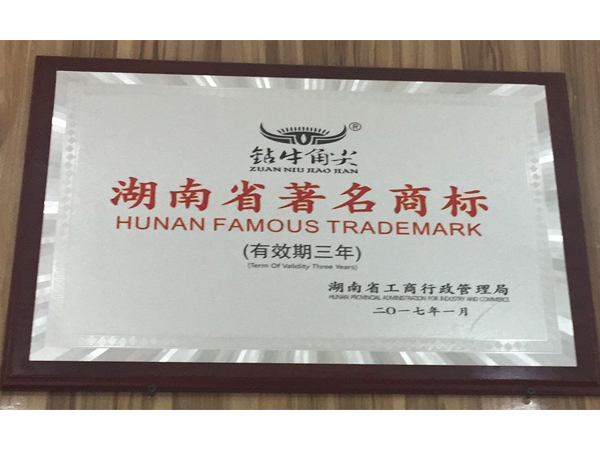 ®
钻牛角尖
ZUAN NIU JIAO JIAN
湖南省著名商标
HUNAN FAMOUS TRADEMARK
(有效期三年)
(Term Of Validity Three Years)
湖南省工商行政管理局
HUNAN PROVINCIAL ADMINISTRATION FOR INDUSTRY AND COMMERCE
二〇一七年一月